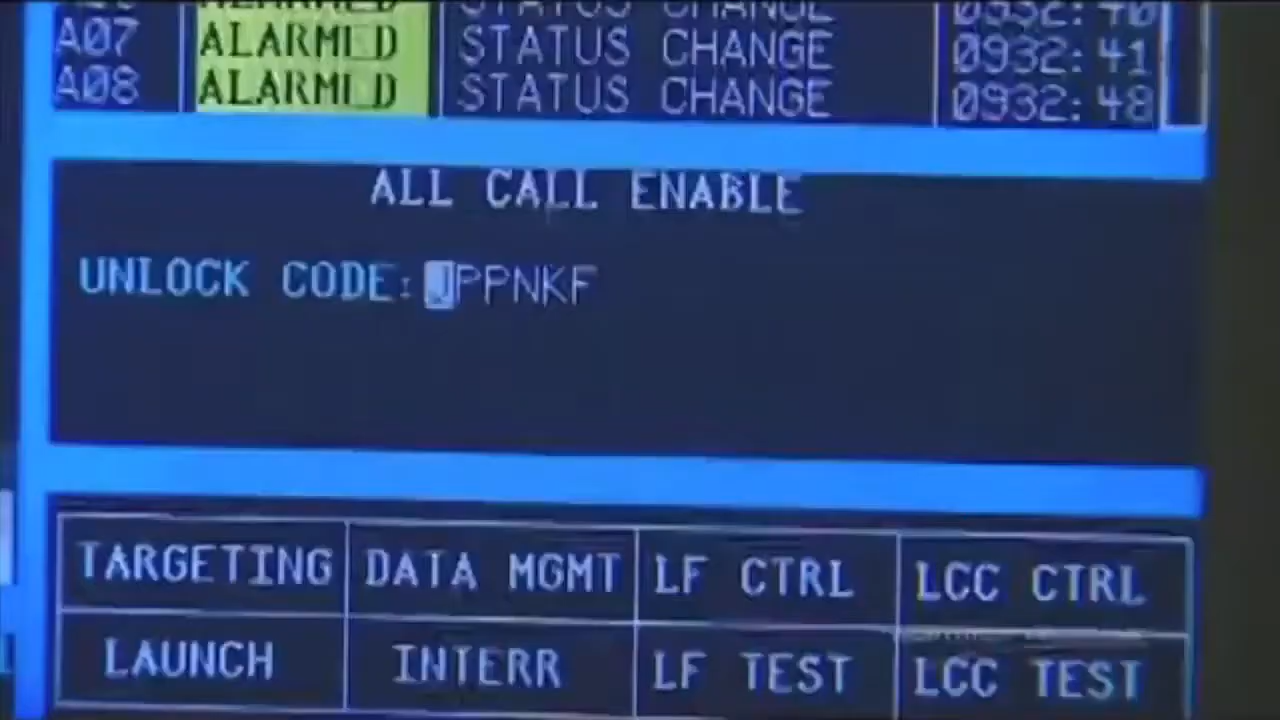 A07 ALARMED STATUS CHANGE 0932:41
A08 ALARMED STATUS CHANGE 0932:48
ALL CALL ENABLE
UNLOCK CODE: JPPNKF
TARGETING DATA MGMT LF CTRL LCC CTRL
LAUNCH INTERR LF TEST LCC TEST